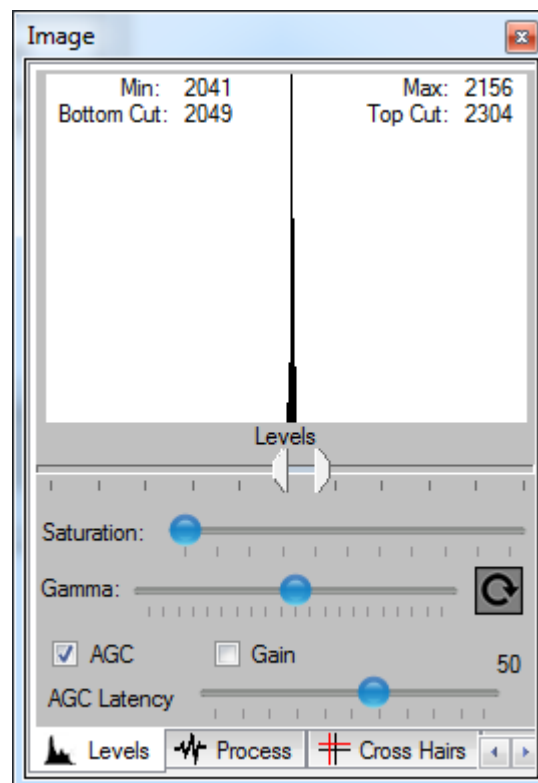 Image
Min: 2041 Max: 2156
Bottom Cut: 2049 Top Cut: 2304
Levels
Saturation:
Gamma:
AGC Gain 50
AGC Latency
Levels Process Cross Hairs